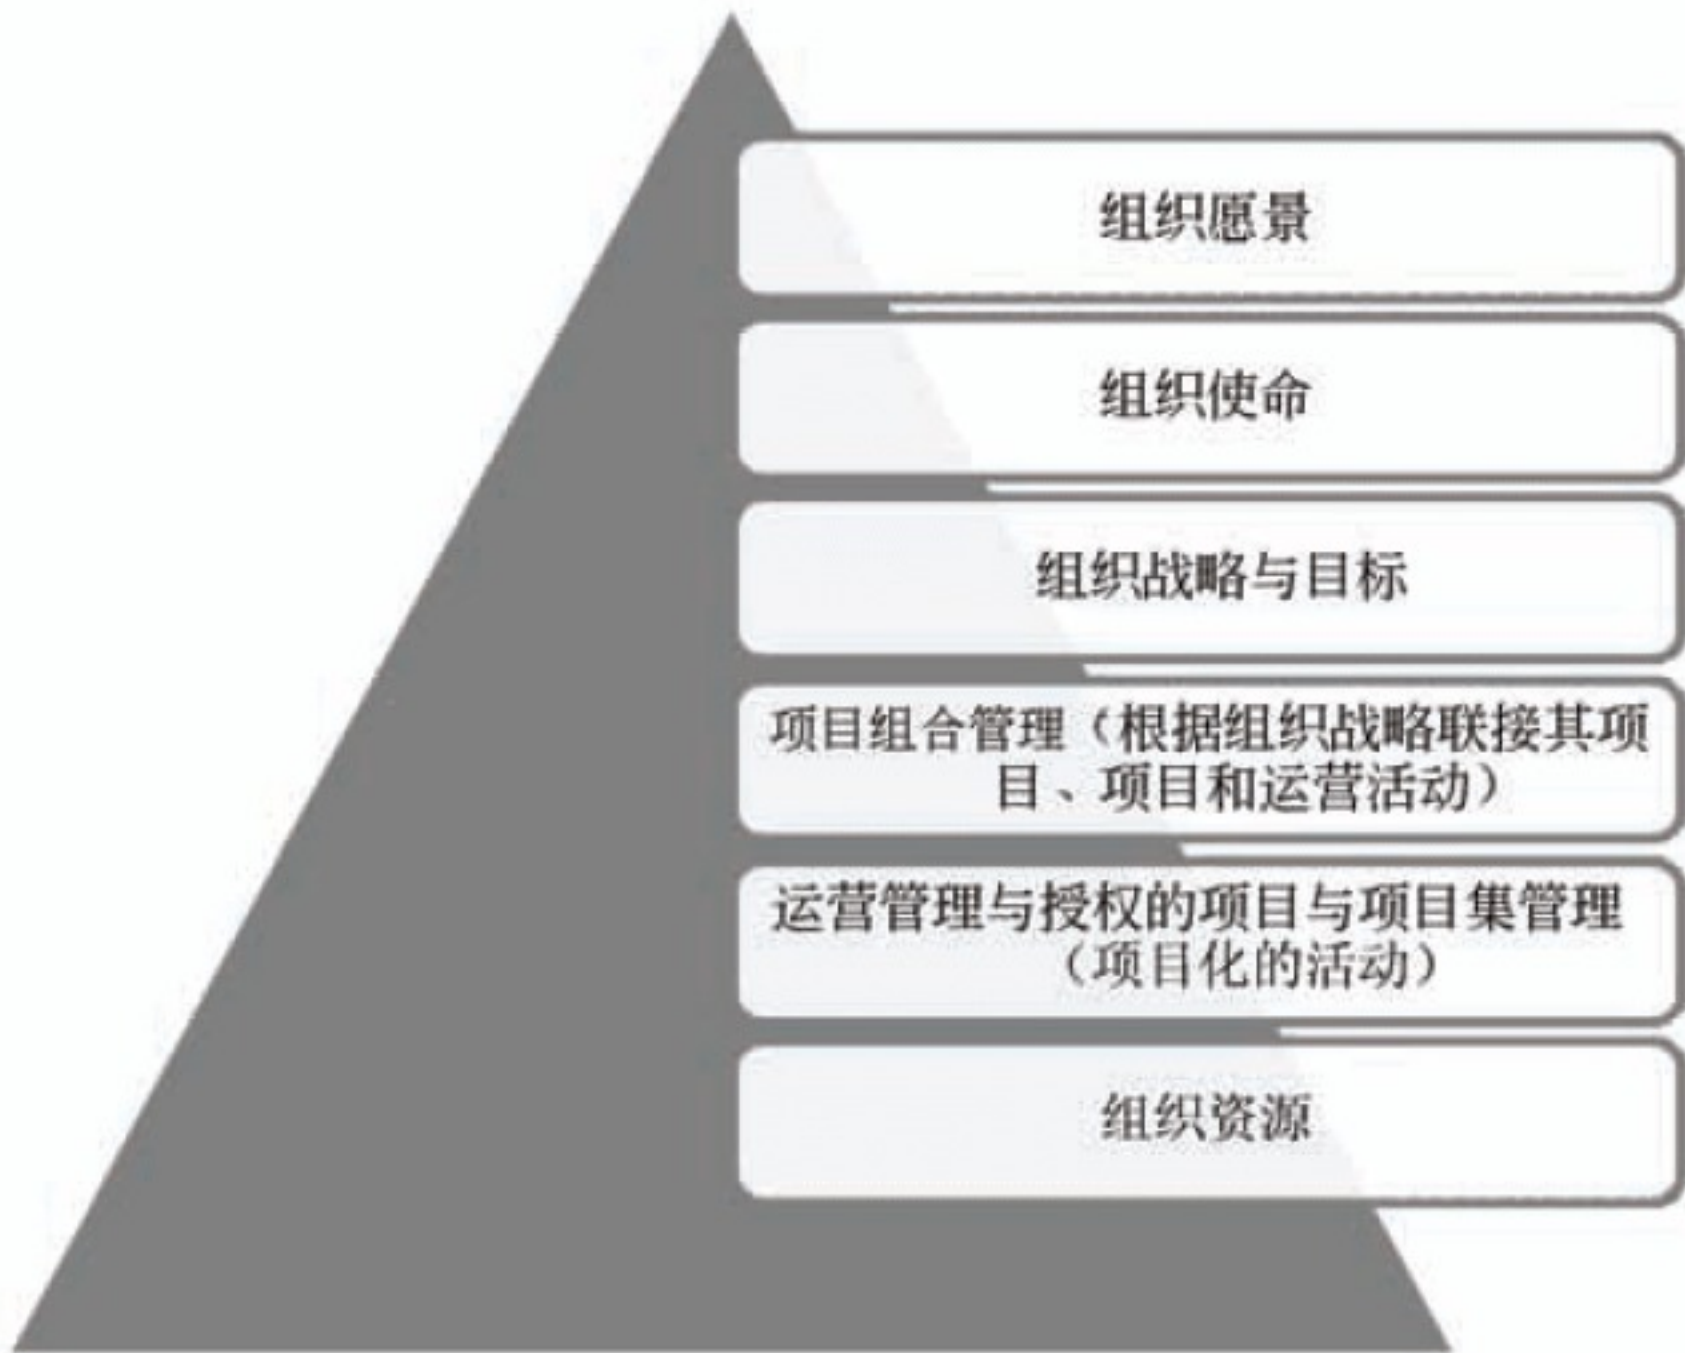 组织愿景
组织使命
组织战略与目标
项目组合管理（根据组织战略联接其项
目、项目和运营活动）
运营管理与授权的项目与项目集管理
（项目化的活动）
组织资源